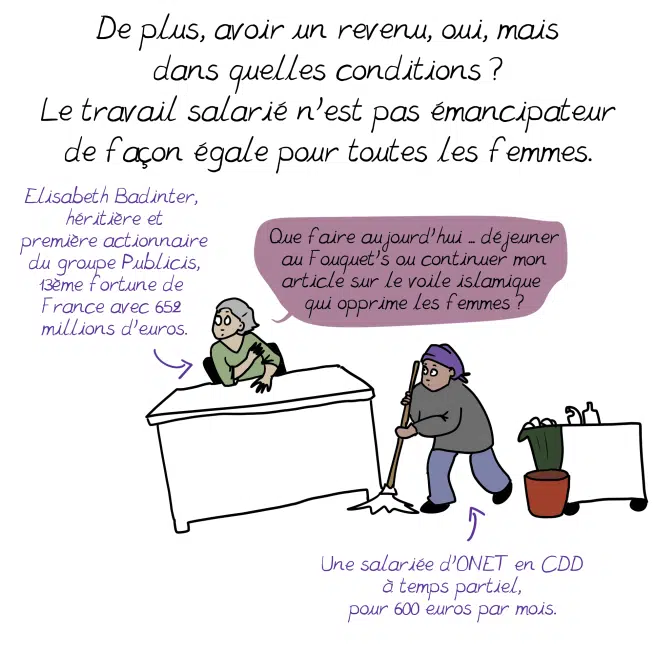 De plus, avoir un revenu, oui, mais
dans quelles conditions ?
Le travail salarié n'est pas émancipateur
de façon égale pour toutes les femmes.
Elisabeth Badinter,
héritière et
première actionnaire
du groupe Publicis,
13ème fortune de
France avec 652
millions d'euros.
Que faire aujourd'hui … déjeuner
au Fouquet's ou continuer mon
article sur le voile islamique
qui opprime les femmes ?
Une salariée d'ONET en CDD
à temps partiel,
pour 600 euros par mois.